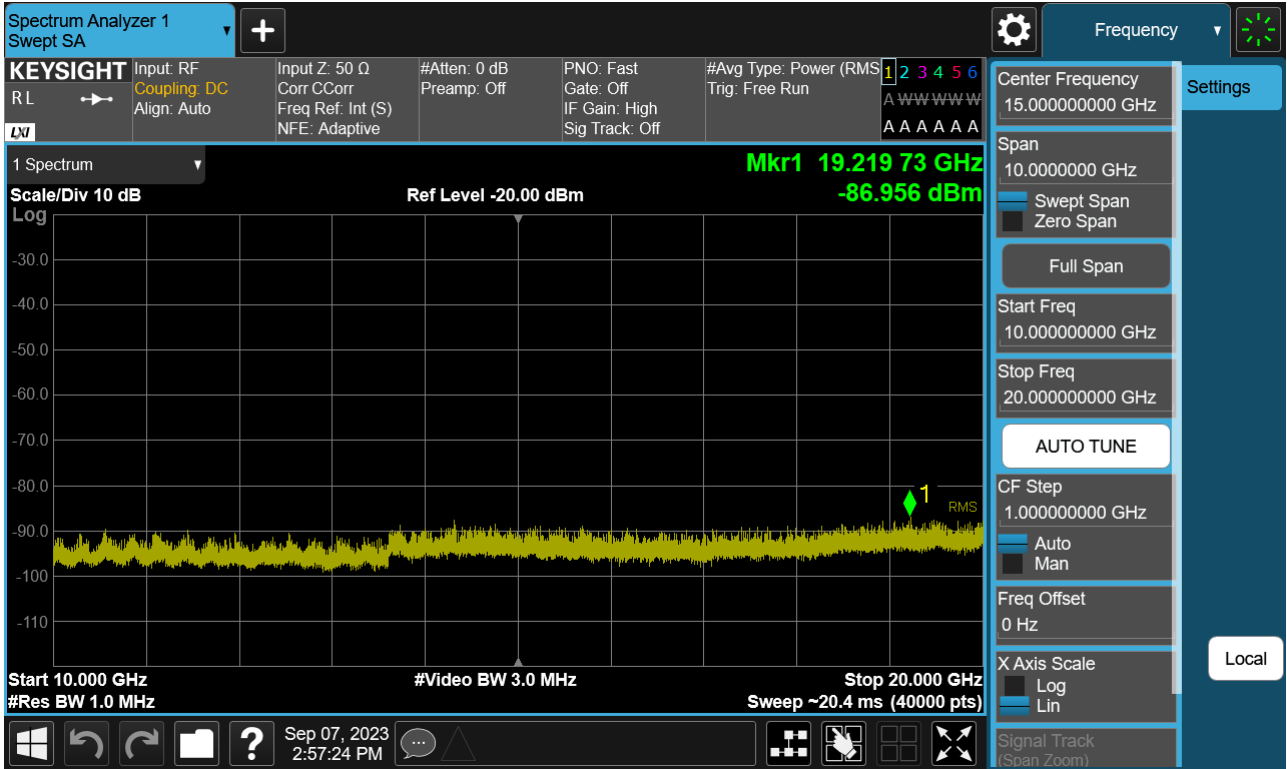 Spectrum Analyzer 1
Swept SA
Frequency
KEYSIGHT
R L
LXI
Input: RF
Coupling: DC
Align: Auto
Input Z: 50 Ω
Corr CCorr
Freq Ref: Int (S)
NFE: Adaptive
#Atten: 0 dB
Preamp: Off
PNO: Fast
Gate: Off
IF Gain: High
Sig Track: Off
#Avg Type: Power (RMS
Trig: Free Run
1 2 3 4 5 6
A W W W W W
A A A A A A
1 Spectrum
Mkr1 19.219 73 GHz
Scale/Div 10 dB
Ref Level -20.00 dBm
-86.956 dBm
Log
-30.0
-40.0
-50.0
-60.0
-70.0
-80.0
-90.0
-100
-110
1
RMS
Start 10.000 GHz
#Video BW 3.0 MHz
Stop 20.000 GHz
#Res BW 1.0 MHz
Sweep ~20.4 ms (40000 pts)
Sep 07, 2023
2:57:24 PM
?
Center Frequency
15.000000000 GHz
Settings
Span
10.0000000 GHz
Swept Span
Zero Span
Full Span
Start Freq
10.000000000 GHz
Stop Freq
20.000000000 GHz
AUTO TUNE
CF Step
1.000000000 GHz
Auto
Man
Freq Offset
0 Hz
X Axis Scale
Log
Lin
Local
Signal Track
(Span Zoom)